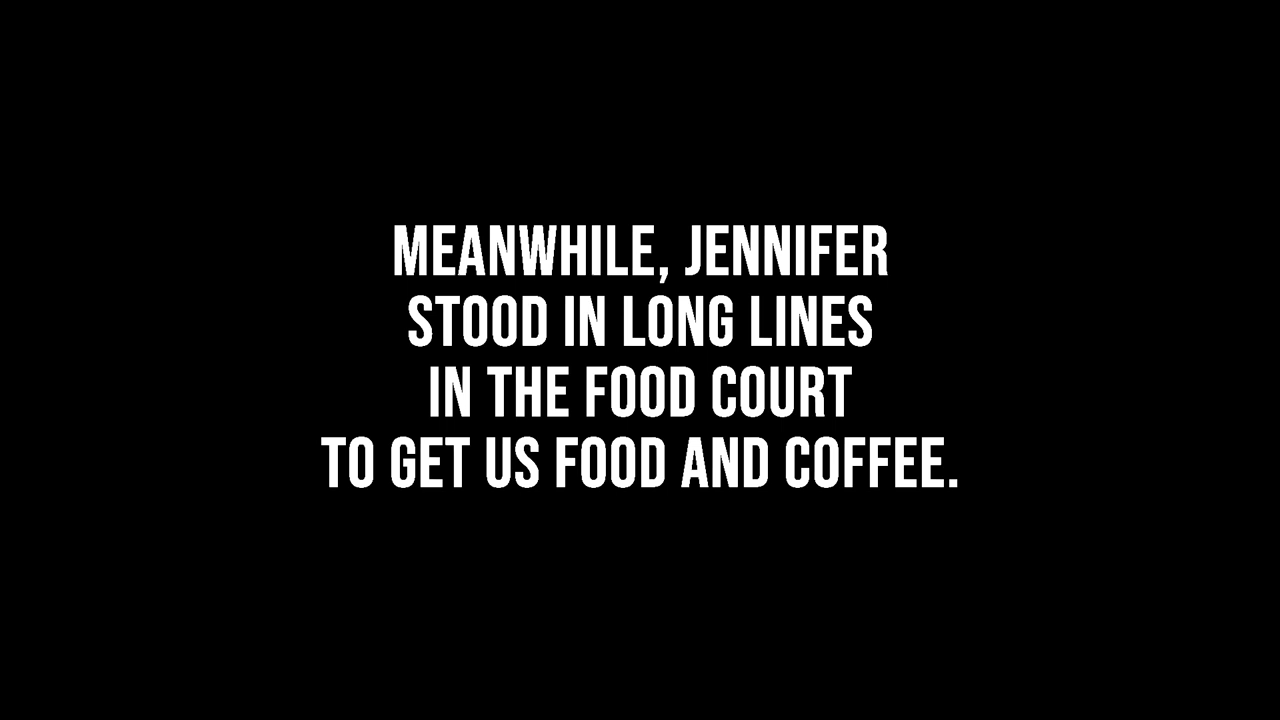 MEANWHILE, JENNIFER
STOOD IN LONG LINES
IN THE FOOD COURT
TO GET US FOOD AND COFFEE.